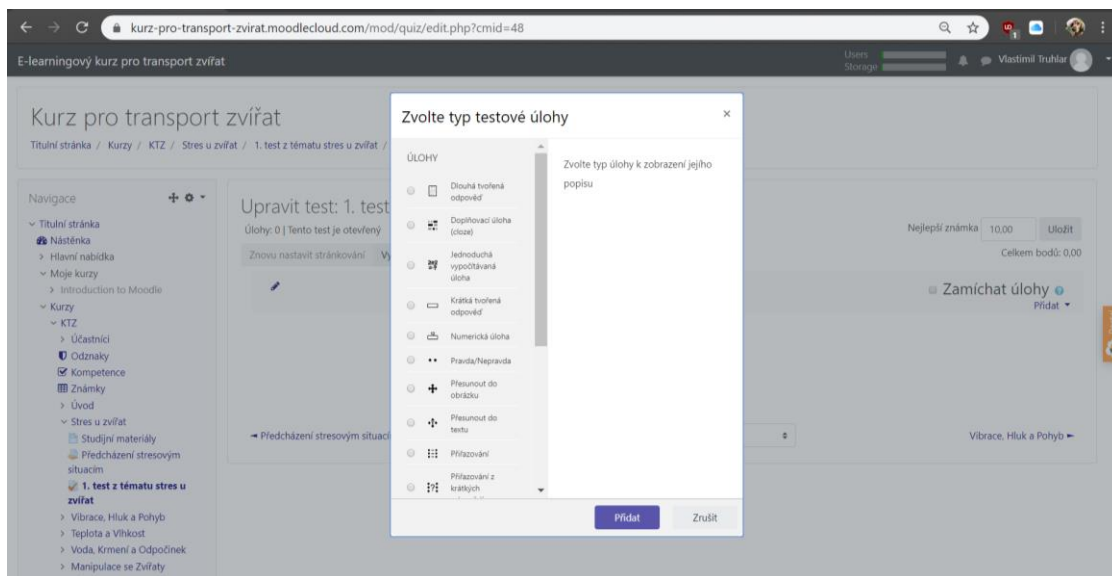 kurz-pro-transport-zvirat.moodlecloud.com/mod/quiz/edit.php?cmid=48
E-learningový kurz pro transport zvířat
Users
Storage
Vlastimil Truhlar
Kurz pro transport zvířat
Titulní stránka / Kurzy / KTZ / Stres u zvířat / 1. test z tématu stres u zvířat /
Navigace
Titulní stránka
Nástěnka
Hlavní nabídka
Moje kurzy
Introduction to Moodle
Kurzy
KTZ
Účastníci
Odznaky
Kompetence
Známky
Úvod
Stres u zvířat
Studijní materiály
Předcházení stresovým
situacím
1. test z tématu stres u
zvířat
Vibrace, Hluk a Pohyb
Teplota a Vlhkost
Voda, Krmení a Odpočinek
Manipulace se Zvířaty
Upravit test: 1. test
Úlohy: 0 | Tento test je otevřený
Znovu nastavit stránkování
Nejlepší známka 10,00 Uložit
Celkem bodů: 0,00
Zamíchat úlohy
Přidat
Předcházení stresovým situací
Vibrace, Hluk a Pohyb
Zvolte typ testové úlohy ×
ÚLOHY
Dlouhá tvořená
odpověď
Doplňovací úloha
(cloze)
Jednoduchá
vypočítávaná
úloha
Krátká tvořená
odpověď
Numerická úloha
Pravda/Nepravda
Přesunout do
obrázku
Přesunout do
textu
Přiřazování
Přiřazování z
krátkých
Zvolte typ úlohy k zobrazení jejího
popisu
Přidat
Zrušit